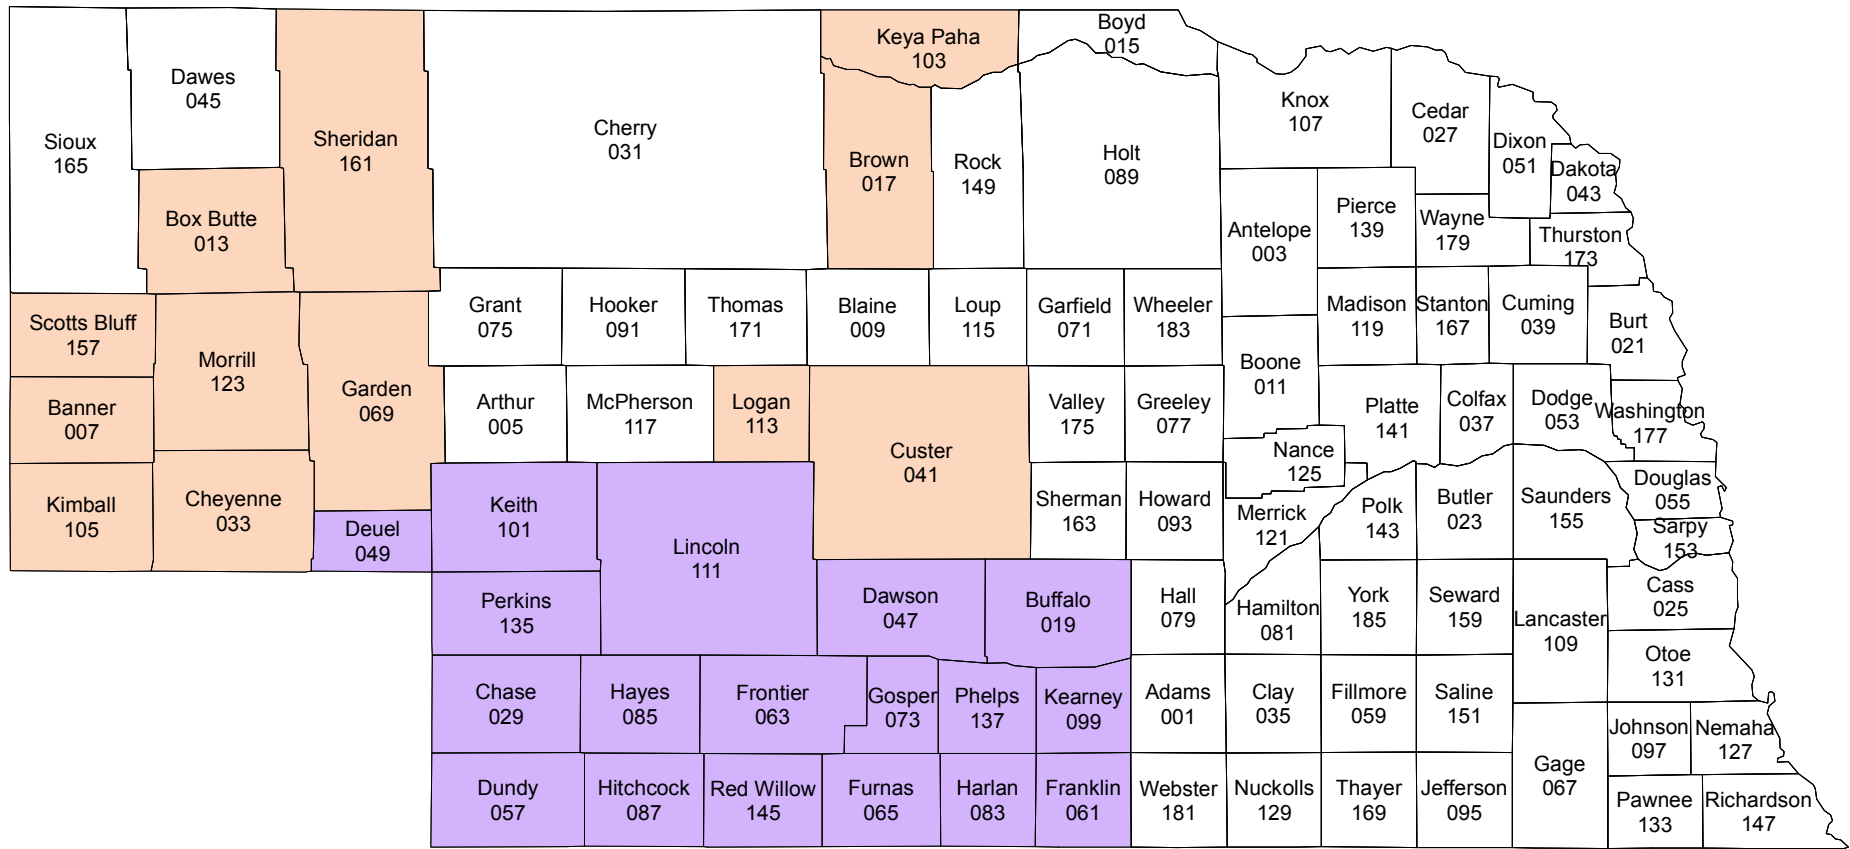 Boyd
015
Keya Paha
103
Dawes
045
Sioux
165
Sheridan
161
Cherry
031
Brown
017
Rock
149
Holt
089
Knox
107
Cedar
027
Dixon
051
Dakota
043
Box Butte
013
Antelope
003
Pierce
139
Wayne
179
Thurston
173
Scotts Bluff
157
Morrill
123
Garden
069
Grant
075
Hooker
091
Thomas
171
Blaine
009
Loup
115
Garfield
071
Wheeler
183
Madison
119
Stanton
167
Cuming
039
Burt
021
Banner
007
Arthur
005
McPherson
117
Logan
113
Custer
041
Valley
175
Greeley
077
Boone
011
Platte
141
Colfax
037
Dodge
053
Washington
177
Kimball
105
Cheyenne
033
Deuel
049
Keith
101
Lincoln
111
Sherman
163
Howard
093
Nance
125
Merrick
121
Polk
143
Butler
023
Saunders
155
Douglas
055
Sarpy
153
Perkins
135
Dawson
047
Buffalo
019
Hall
079
Hamilton
081
York
185
Seward
159
Lancaster
109
Cass
025
Otoe
131
Chase
029
Hayes
085
Frontier
063
Gosper
073
Phelps
137
Kearney
099
Adams
001
Clay
035
Fillmore
059
Saline
151
Gage
067
Johnson
097
Nemaha
127
Dundy
057
Hitchcock
087
Red Willow
145
Furnas
065
Harlan
083
Franklin
061
Webster
181
Nuckolls
129
Thayer
169
Jefferson
095
Pawnee
133
Richardson
147